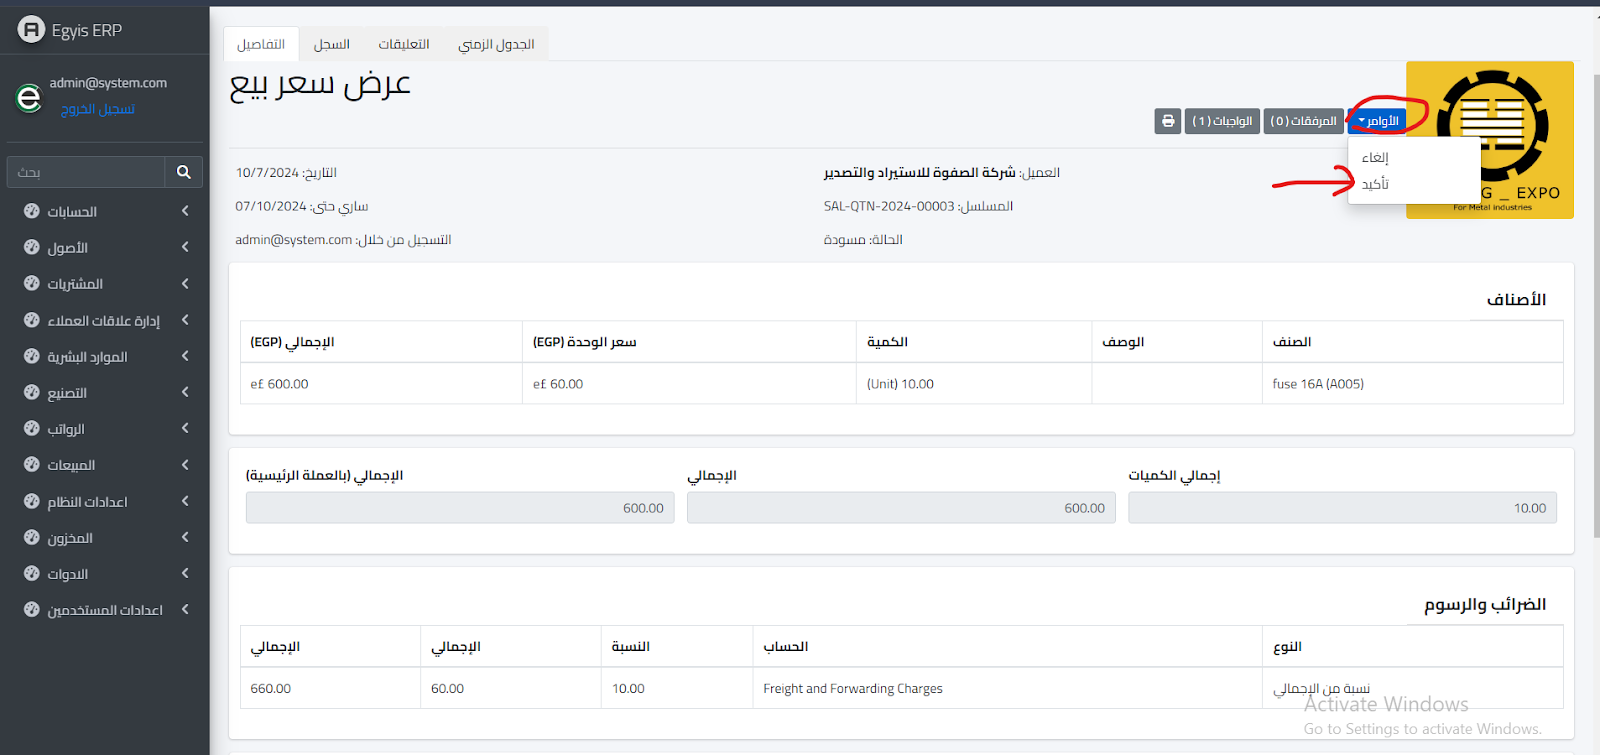 Egyis ERP
admin@system.com
تسجيل الخروج
بحث
الحسابات
الأصول
المشتريات
إدارة علاقات العملاء
الموارد البشرية
التصنيع
الرواتب
المبيعات
اعدادات النظام
المخزون
الادوات
اعدادات المستخدمين
التفاصيل
السجل
التعليقات
الجدول الزمني
عرض سعر بيع
الأوامر
المرفقات ( 0 )
الواجبات ( 1 )
إلغاء
تأكيد
G _ EXPO
For Metal industries
العميل: شركة الصفوة للاستيراد والتصدير
التاريخ: 10/7/2024
المسلسل: SAL-QTN-2024-00003
ساري حتى: 07/10/2024
الحالة: مسودة
التسجيل من خلال: admin@system.com
الأصناف
الصنف
الوصف
الكمية
سعر الوحدة (EGP)
الإجمالي (EGP)
fuse 16A (A005)
(Unit) 10.00
e£ 60.00
e£ 600.00
إجمالي الكميات
الإجمالي
الإجمالي (بالعملة الرئيسية)
10.00
600.00
600.00
الضرائب والرسوم
النوع
الحساب
النسبة
الإجمالي
الإجمالي
نسبة من الإجمالي
Freight and Forwarding Charges
10.00
60.00
660.00
Activate Windows
Go to Settings to activate Windows.